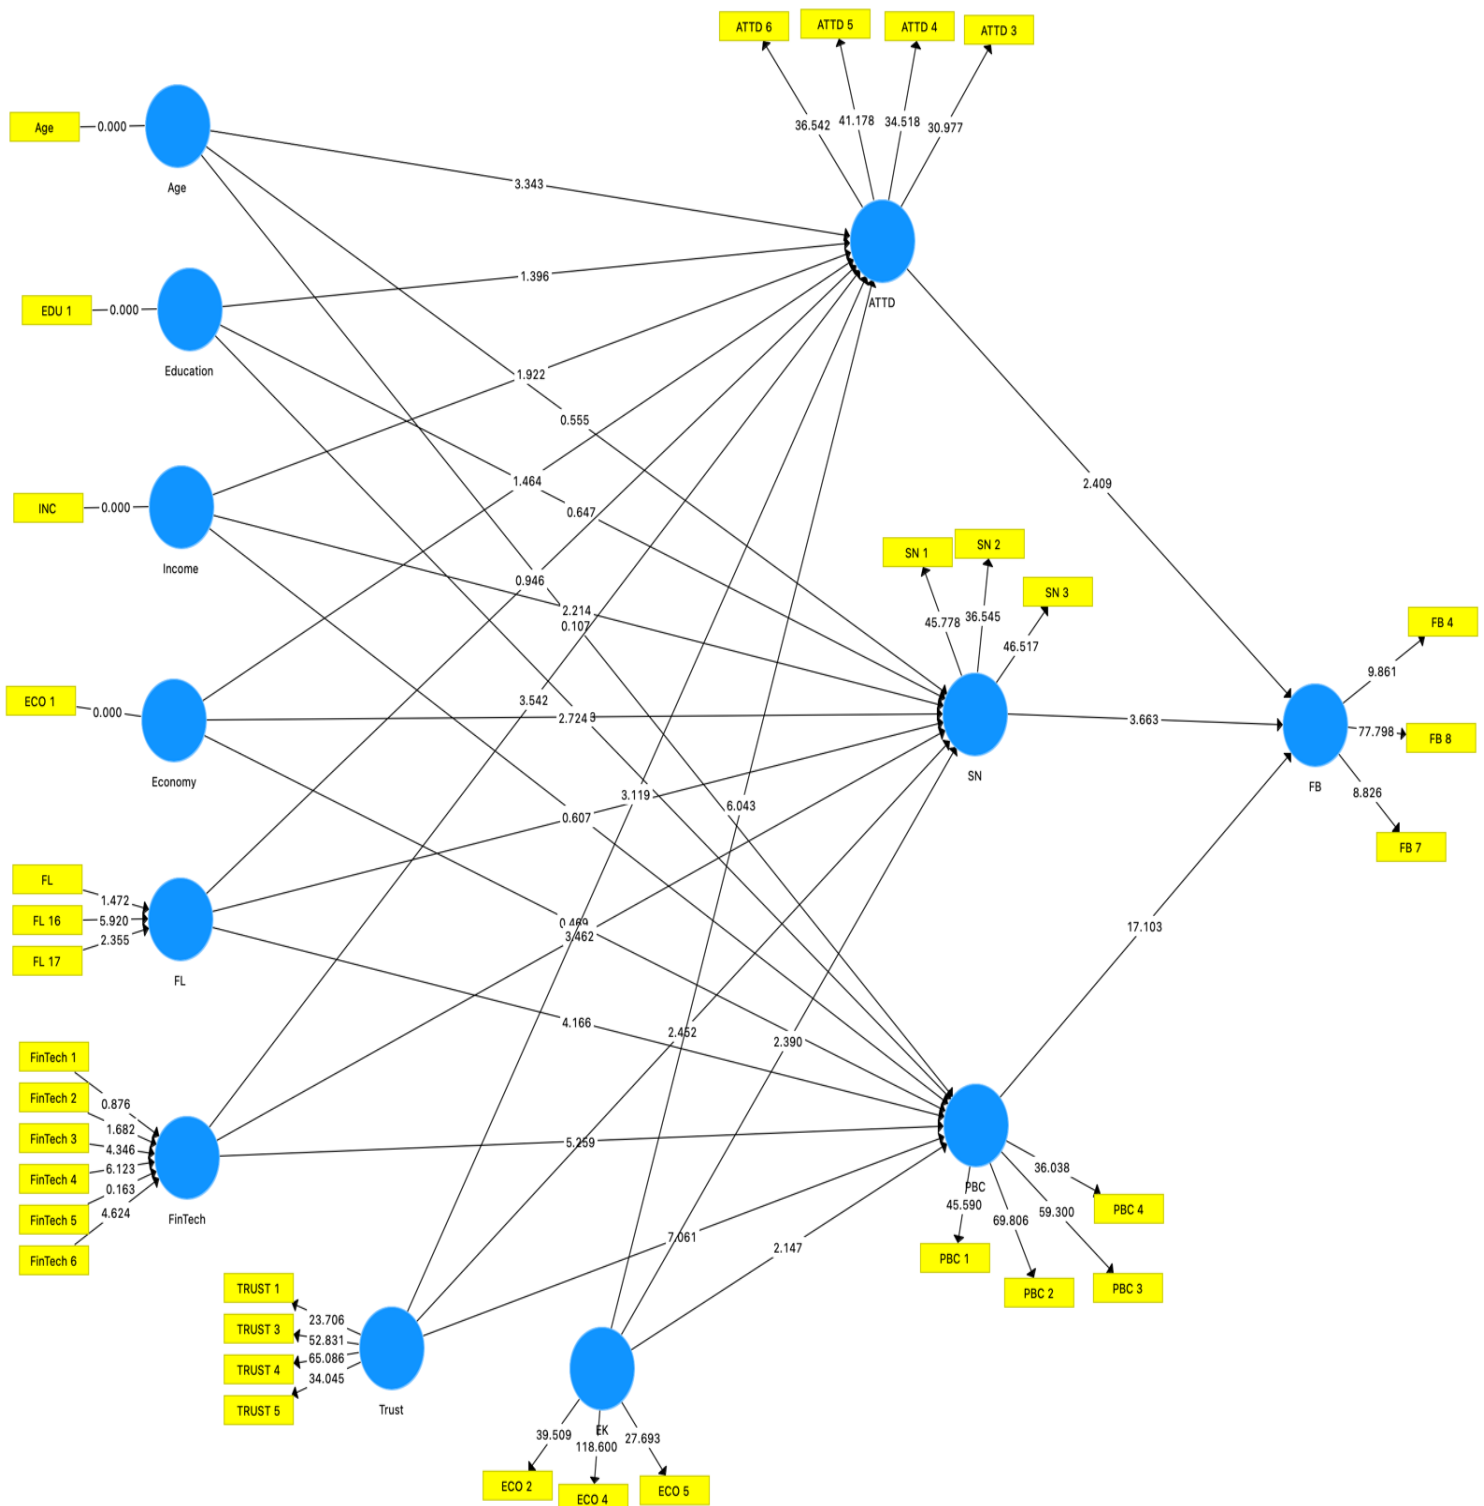 ATTD 6
ATTD 5
ATTD 4
ATTD 3
36.542
41.178
34.518
30.977
Age
0.000
Age
3.343
ATTD
EDU 1
0.000
Education
1.396
1.922
0.555
INC
0.000
Income
1.464
0.647
2.409
0.946
2.214
0.107
SN 1
SN 2
SN 3
45.778
36.545
46.517
SN
FB 4
9.861
ECO 1
0.000
Economy
3.542
2.724
3.663
77.798
FB 8
FB
8.826
FB 7
3.119
6.043
0.607
FL
FL 16
FL 17
1.472
5.920
2.355
FL
0.469
3.462
17.103
4.166
2.452
2.390
FinTech 1
FinTech 2
FinTech 3
FinTech 4
FinTech 5
FinTech 6
0.876
1.682
4.346
6.123
0.163
4.624
FinTech
5.259
PBC
36.038
45.590
69.806
59.300
PBC 4
PBC 1
PBC 2
PBC 3
7.061
2.147
TRUST 1
TRUST 3
TRUST 4
TRUST 5
23.706
52.831
65.086
34.045
Trust
EK
39.509
118.600
27.693
ECO 2
ECO 4
ECO 5